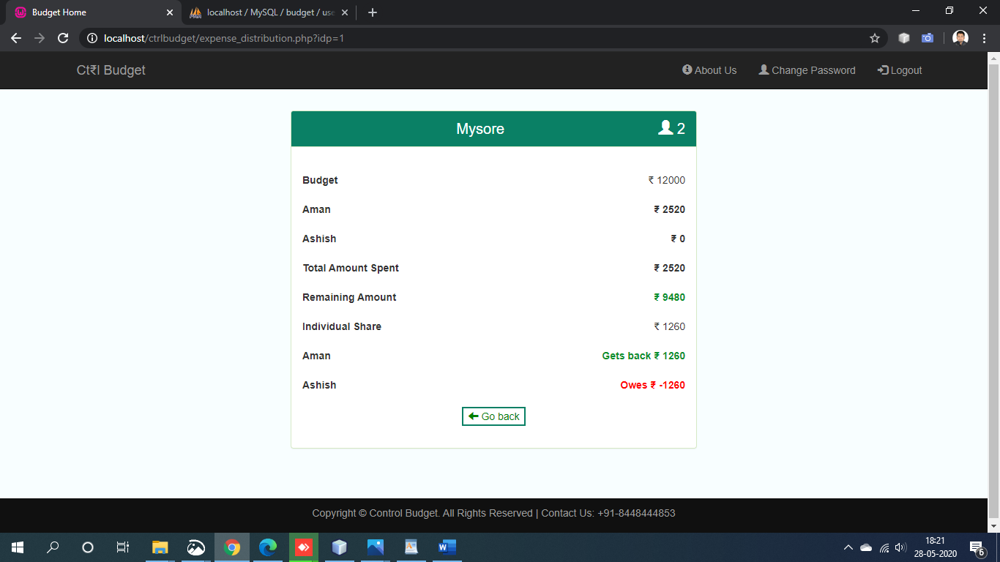 Budget Home
localhost / MySQL / budget / use
localhost/ctrlbudget/expense_distribution.php?idp=1
Ct₹l Budget About Us Change Password Logout
Mysore 2
Budget ₹ 12000
Aman ₹ 2520
Ashish ₹ 0
Total Amount Spent ₹ 2520
Remaining Amount ₹ 9480
Individual Share ₹ 1260
Aman Gets back ₹ 1260
Ashish Owes ₹ -1260
Go back
Copyright © Control Budget. All Rights Reserved | Contact Us: +91-8448444853
18:21
28-05-2020
6